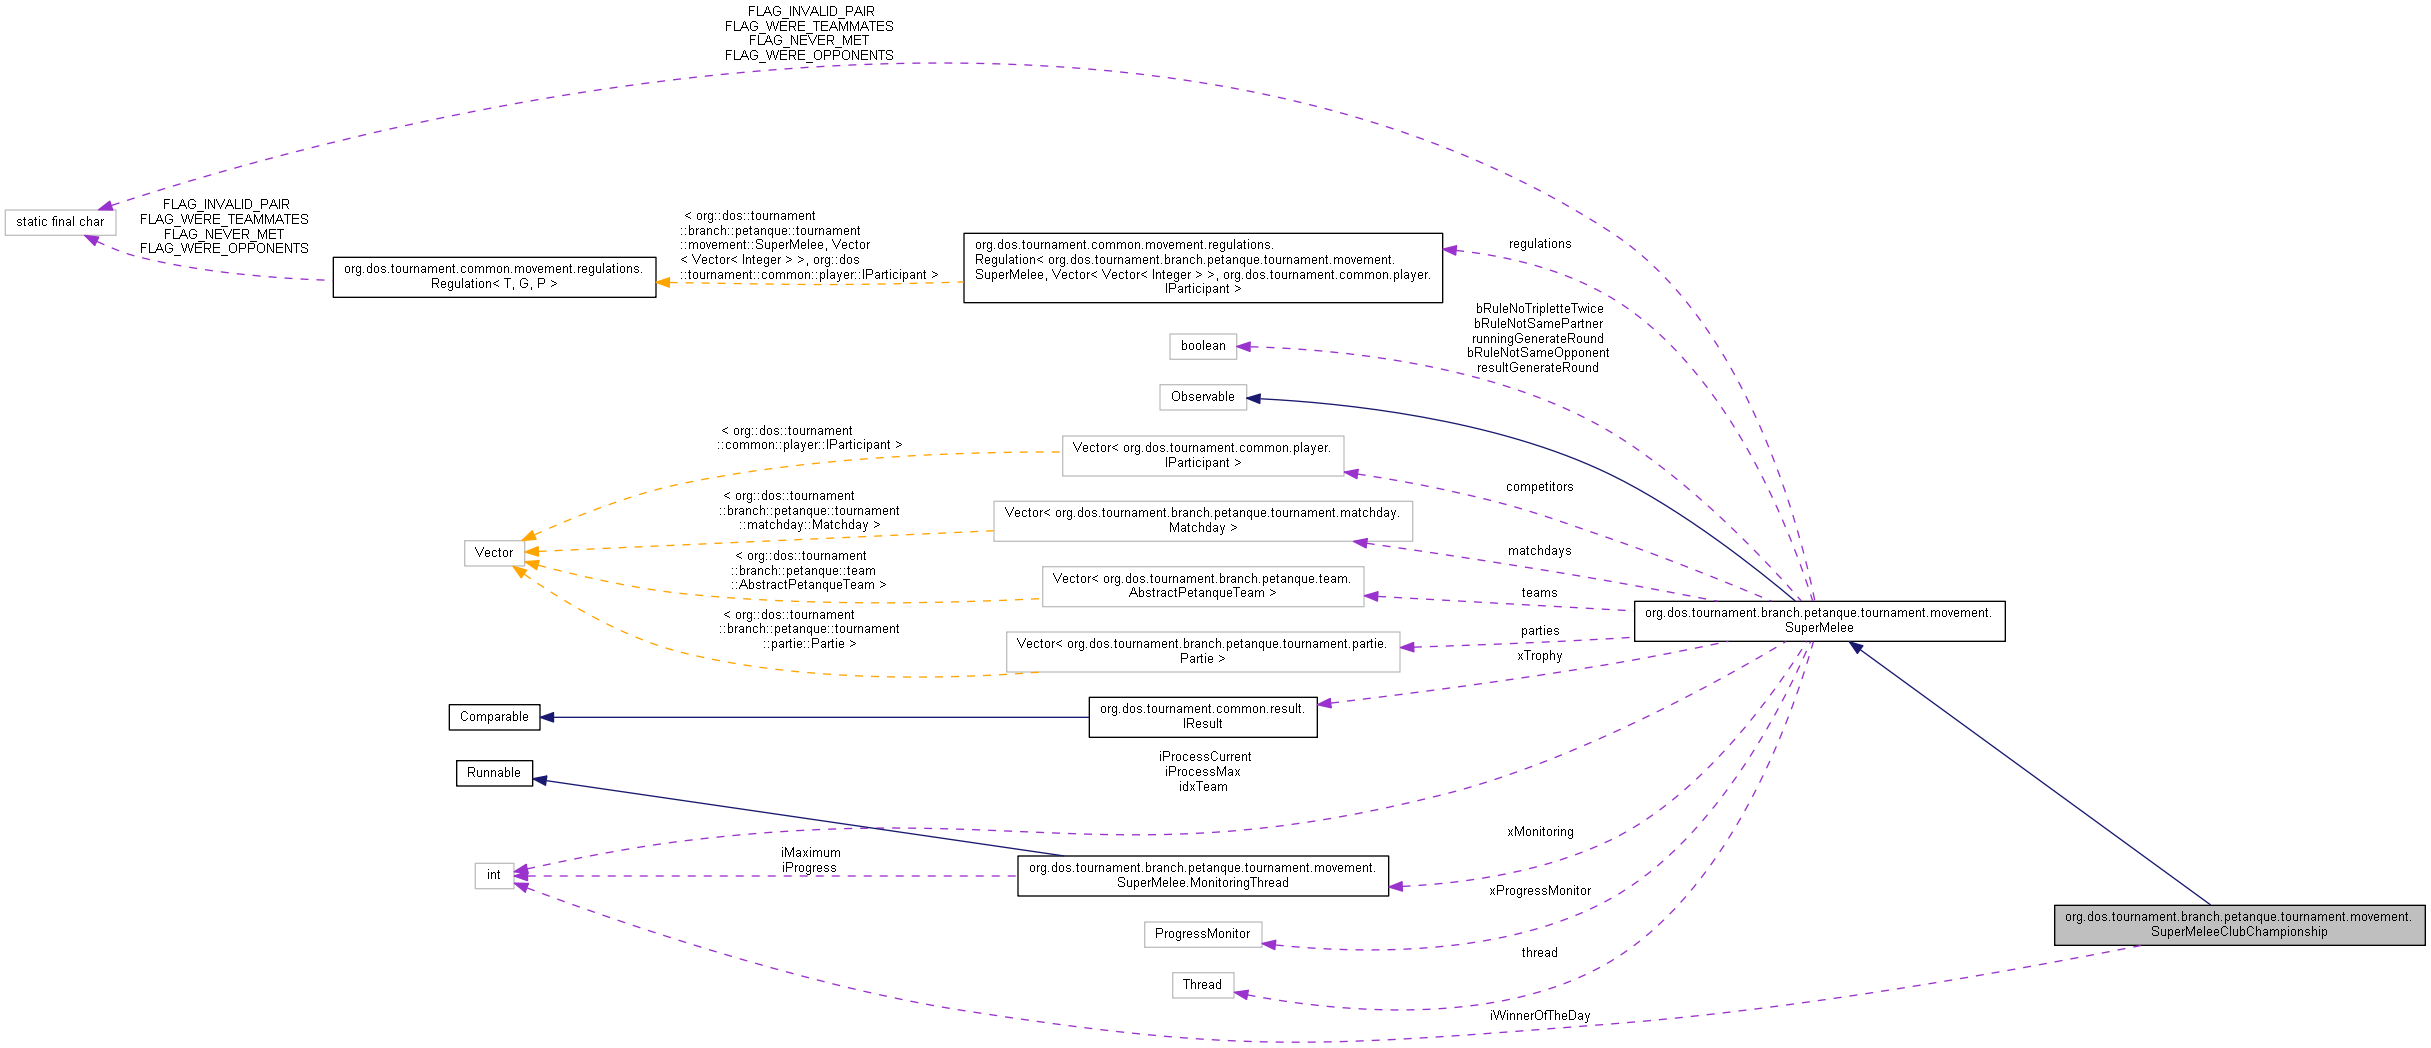 FLAG_INVALID_PAIR
FLAG_WERE_TEAMMATES
FLAG_NEVER_MET
FLAG_WERE_OPPONENTS
static final char
FLAG_INVALID_PAIR
FLAG_WERE_TEAMMATES
FLAG_NEVER_MET
FLAG_WERE_OPPONENTS
org.dos.tournament.common.movement.regulations.
Regulation< T, G, P >
< org::dos::tournament
::branch::petanque::tournament
::movement::SuperMelee, Vector
< Vector< Integer > >, org::dos
::tournament::common::player::IParticipant >
org.dos.tournament.common.movement.regulations.
Regulation< org.dos.tournament.branch.petanque.tournament.movement.
SuperMelee, Vector< Vector< Integer > >, org.dos.tournament.common.player.
IParticipant >
regulations
bRuleNoTripletteTwice
bRuleNotSamePartner
runningGenerateRound
bRuleNotSameOpponent
resultGenerateRound
boolean
Observable
< org::dos::tournament
::common::player::IParticipant >
Vector< org.dos.tournament.common.player.
IParticipant >
competitors
< org::dos::tournament
::branch::petanque::tournament
::matchday::Matchday >
Vector< org.dos.tournament.branch.petanque.tournament.matchday.
Matchday >
matchdays
Vector
< org::dos::tournament
::branch::petanque::team
::AbstractPetanqueTeam >
Vector< org.dos.tournament.branch.petanque.team.
AbstractPetanqueTeam >
teams
< org::dos::tournament
::branch::petanque::tournament
::partie::Partie >
Vector< org.dos.tournament.branch.petanque.tournament.partie.
Partie >
parties
org.dos.tournament.branch.petanque.tournament.movement.
SuperMelee
xTrophy
Comparable
org.dos.tournament.common.result.
IResult
Runnable
iProcessCurrent
iProcessMax
idxTeam
int
iMaximum
iProgress
org.dos.tournament.branch.petanque.tournament.movement.
SuperMelee.MonitoringThread
xMonitoring
xProgressMonitor
ProgressMonitor
thread
Thread
org.dos.tournament.branch.petanque.tournament.movement.
SuperMeleeClubChampionship
iWinnerOfTheDay